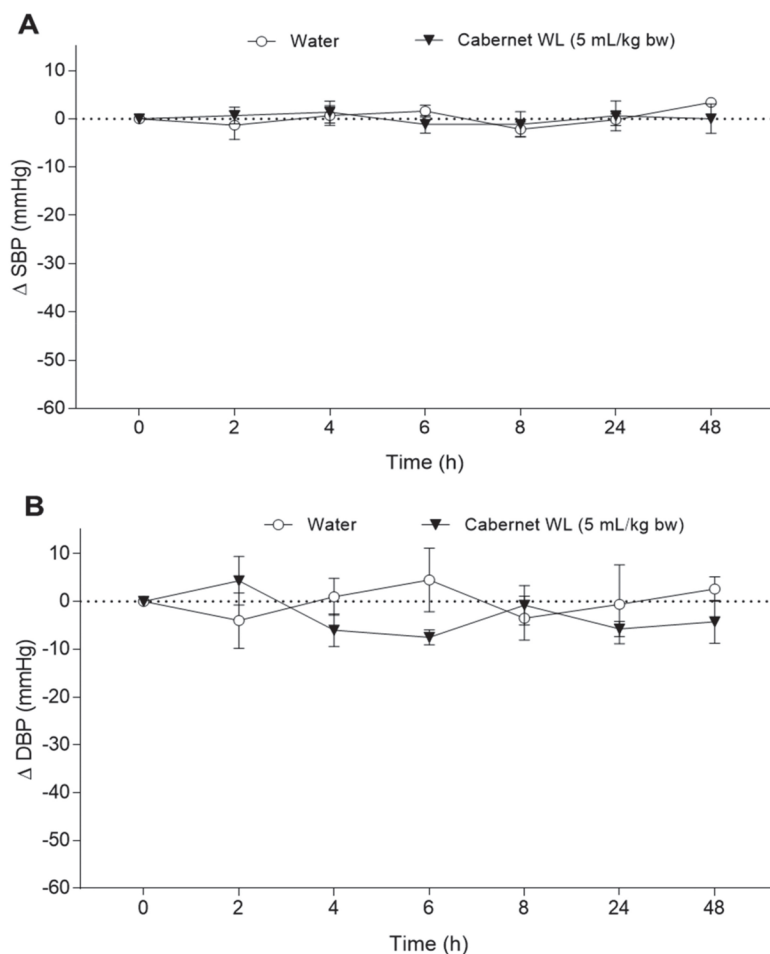 A
Water
Cabernet WL (5 mL/kg bw)
10
0
-10
-20
-30
-40
-50
-60
Δ SBP (mmHg)
0 2 4 6 8 24 48
Time (h)
B
Water
Cabernet WL (5 mL/kg bw)
10
0
-10
-20
-30
-40
-50
-60
Δ DBP (mmHg)
0 2 4 6 8 24 48
Time (h)